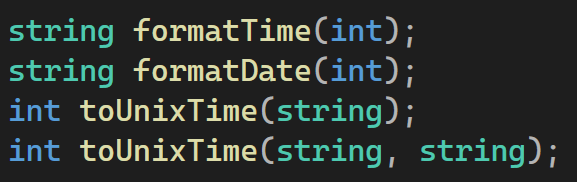 string formatTime(int);
string formatDate(int);
int toUnixTime(string);
int toUnixTime(string, string);